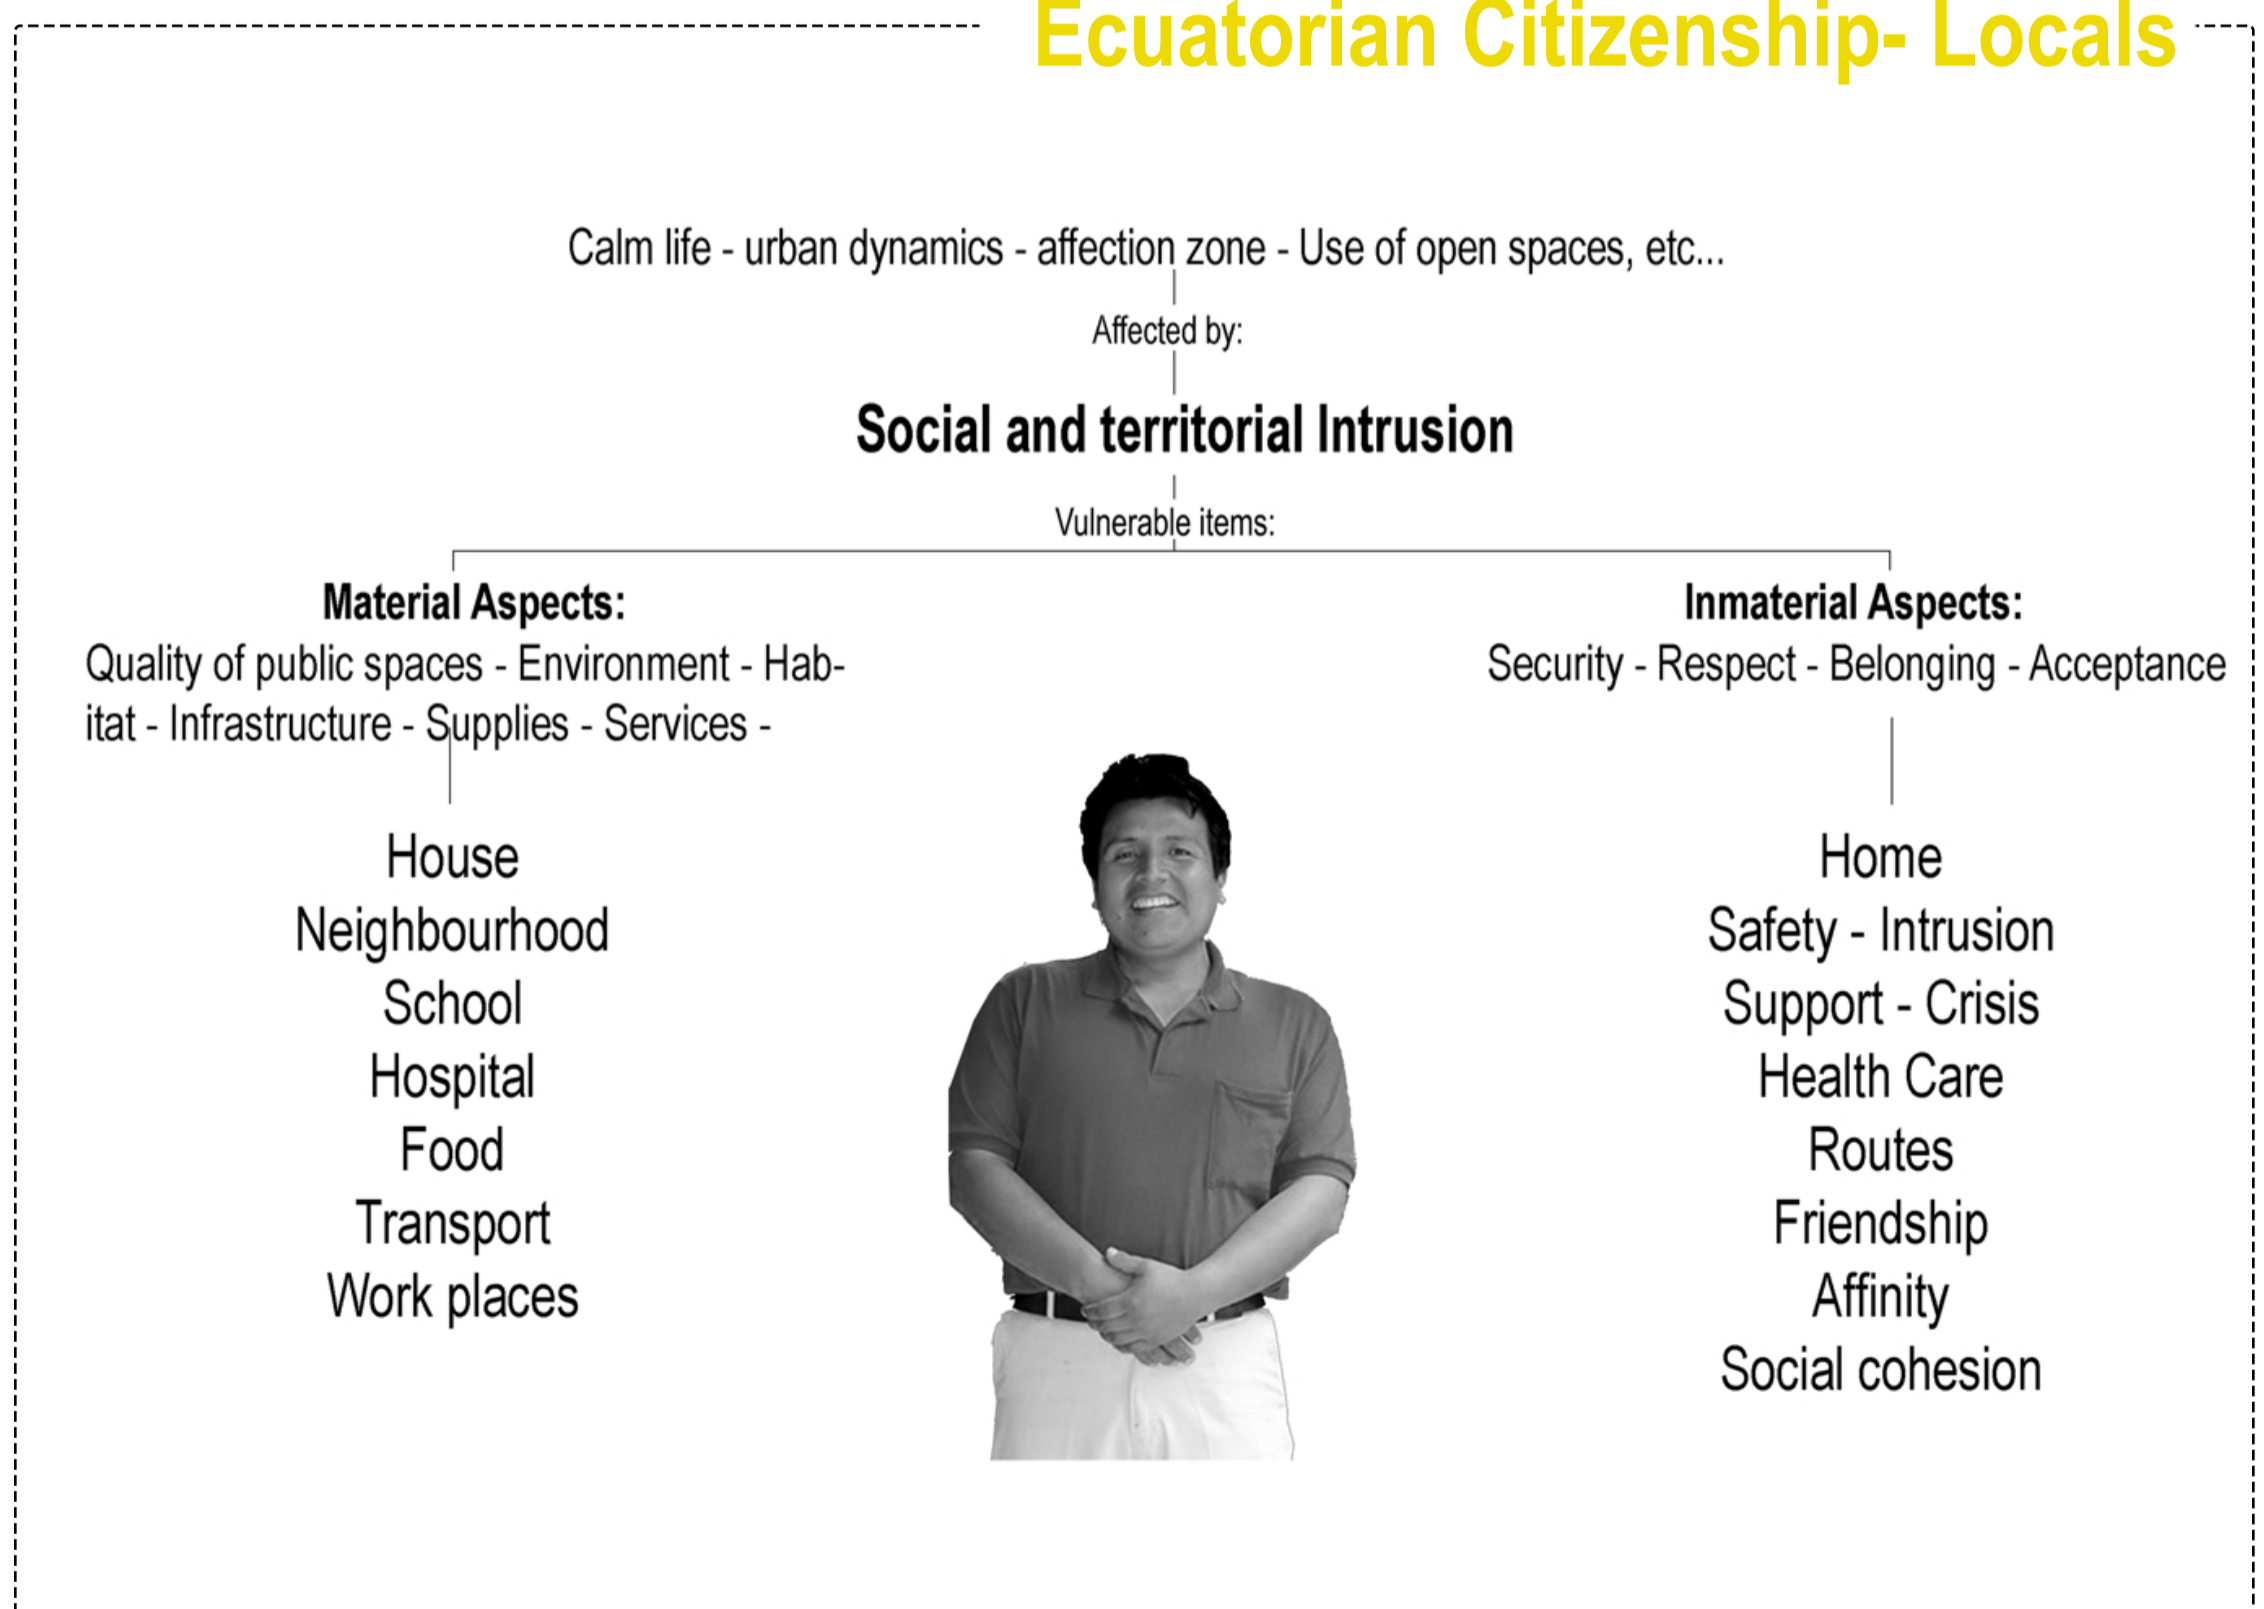 Ecuatorian Citizenship- Locals
Calm life - urban dynamics - affection zone - Use of open spaces, etc...
Affected by:
Social and territorial Intrusion
Vulnerable items:
Material Aspects:
Quality of public spaces - Environment - Hab-
itat - Infrastructure - Supplies - Services -
House
Neighbourhood
School
Hospital
Food
Transport
Work places
Inmaterial Aspects:
Security - Respect - Belonging - Acceptance
Home
Safety - Intrusion
Support - Crisis
Health Care
Routes
Friendship
Affinity
Social cohesion